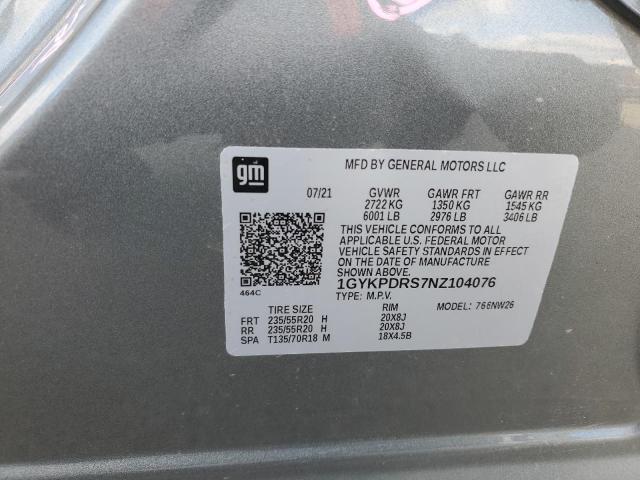 gm
MFD BY GENERAL MOTORS LLC
07/21 GVWR GAWR FRT GAWR RR
2722 KG 1350 KG 1545 KG
6001 LB 2976 LB 3406 LB
THIS VEHICLE CONFORMS TO ALL
APPLICABLE U.S. FEDERAL MOTOR
VEHICLE SAFETY STANDARDS IN EFFECT
ON THE DATE OF MANUFACTURE
SHOWN ABOVE.
464C
1GYKPDRS7NZ104076
TYPE: M.P.V. MODEL: 766NW26
TIRE SIZE RIM
FRT 235/55R20 H 20X8J
RR 235/55R20 H 20X8J
SPA T135/70R18 M 18X4.5B